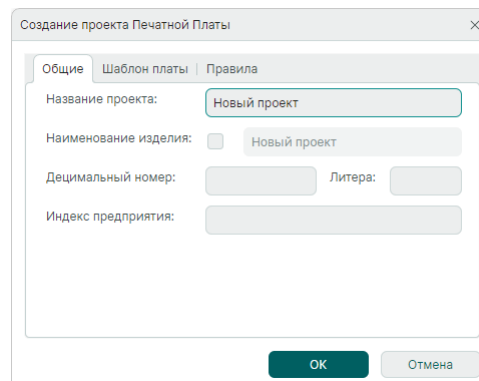 Создание проекта Печатной Платы
Общие Шаблон платы Правила
Название проекта: Новый проект
Наименование изделия: Новый проект
Децимальный номер: Литера:
Индекс предприятия:
ОК Отмена